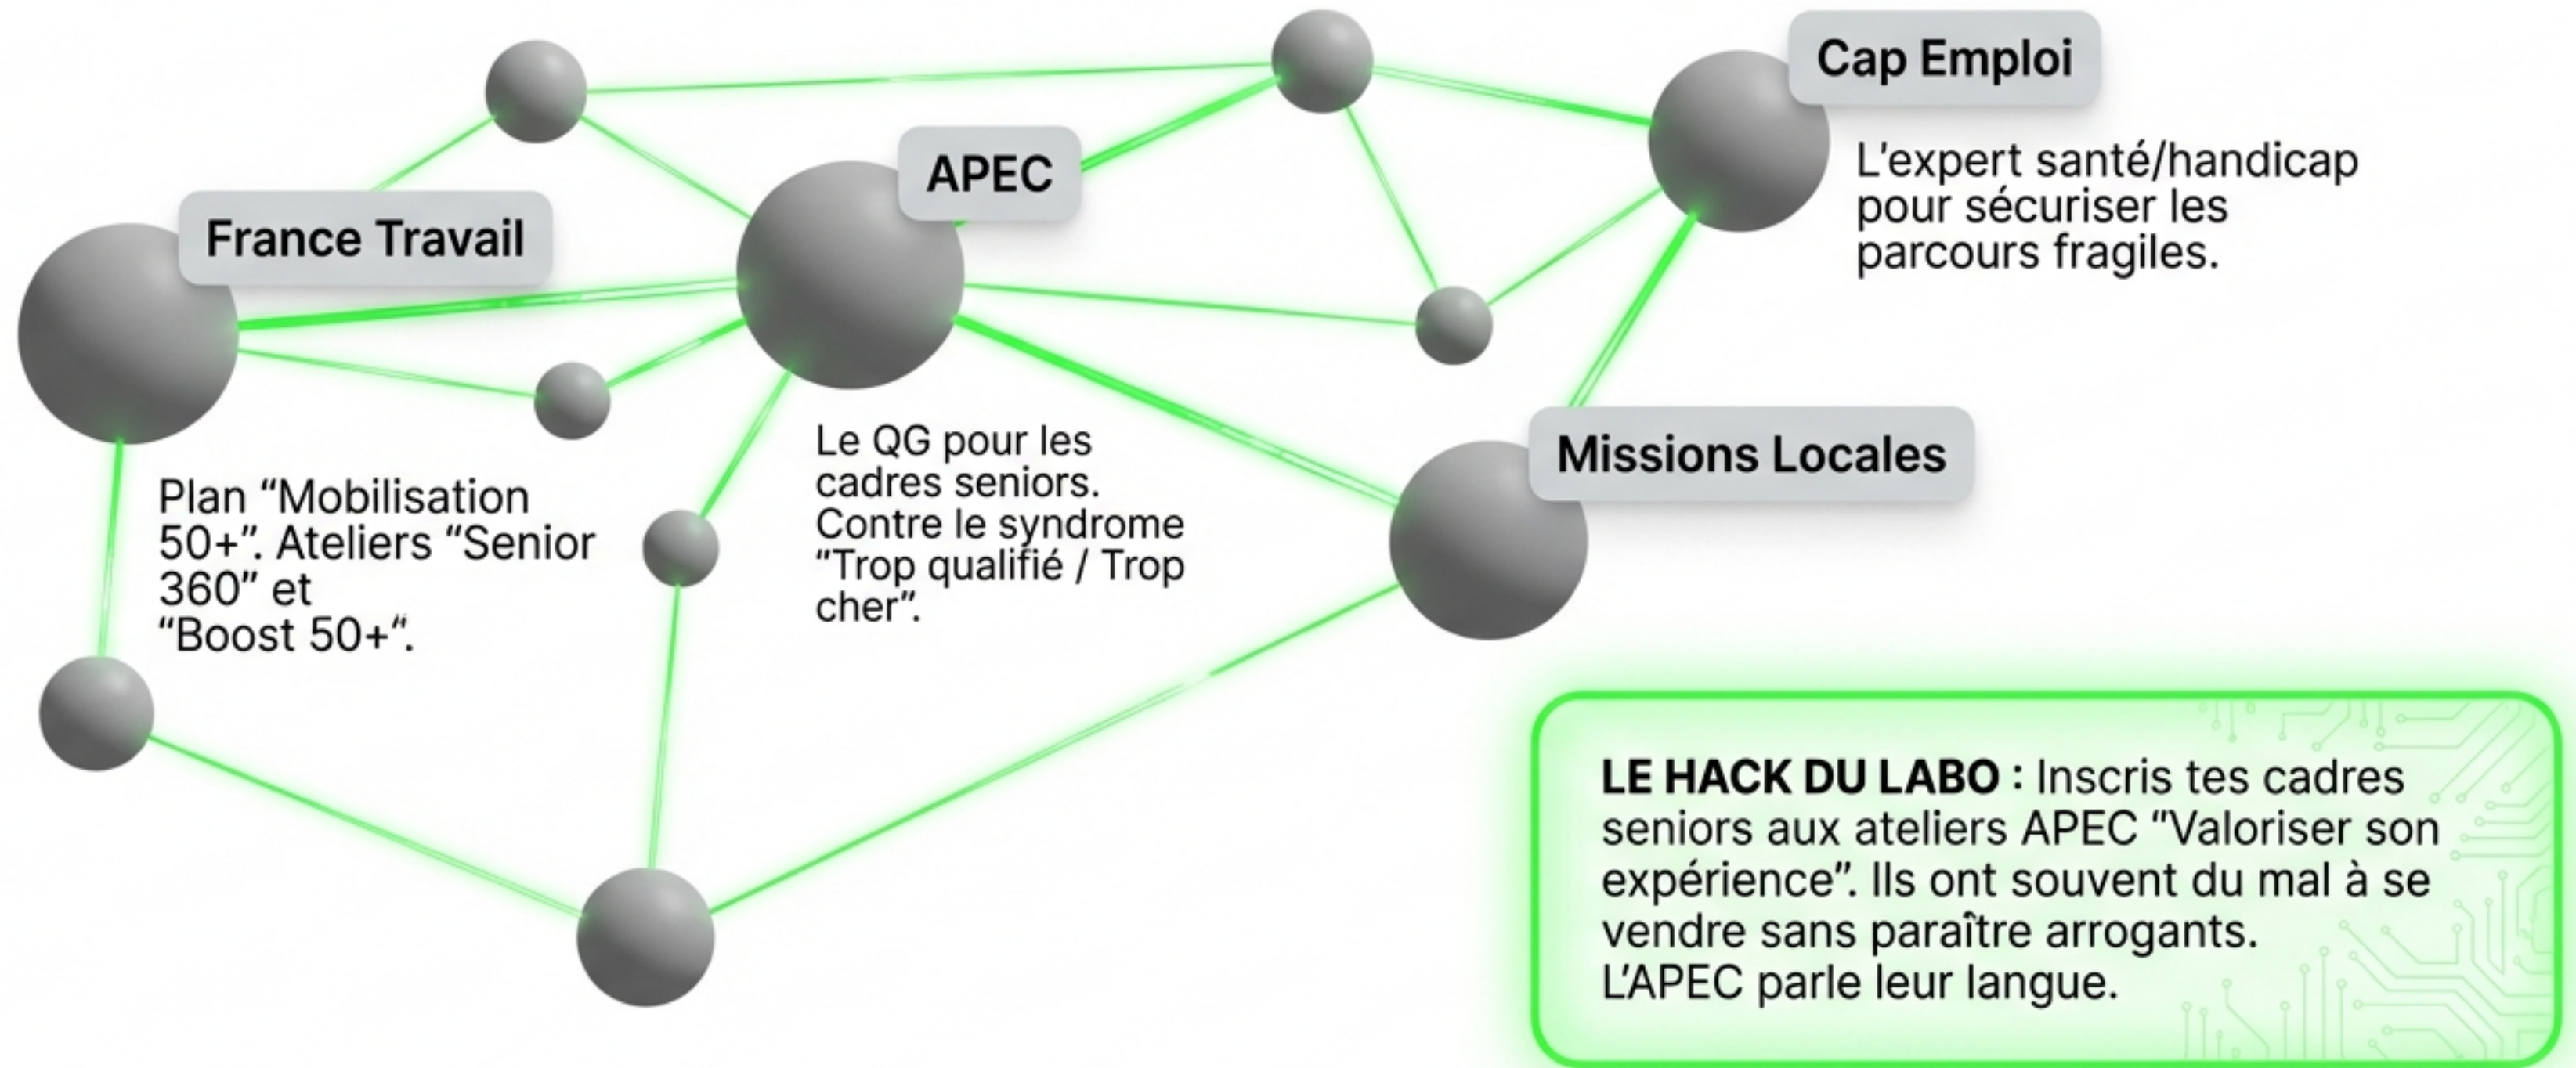 France Travail
Plan “Mobilisation
50+”. Ateliers “Senior
360” et
“Boost 50+“.
APEC
Le QG pour les
cadres seniors.
Contre le syndrome
"Trop qualifié / Trop
cher”.
Cap Emploi
L'expert santé/handicap
pour sécuriser les
parcours fragiles.
Missions Locales
LE HACK DU LABO : Inscris tes cadres
seniors aux ateliers APEC "Valoriser son
expérience”. Ils ont souvent du mal à se
vendre sans paraître arrogants.
L’APEC parle leur langue.